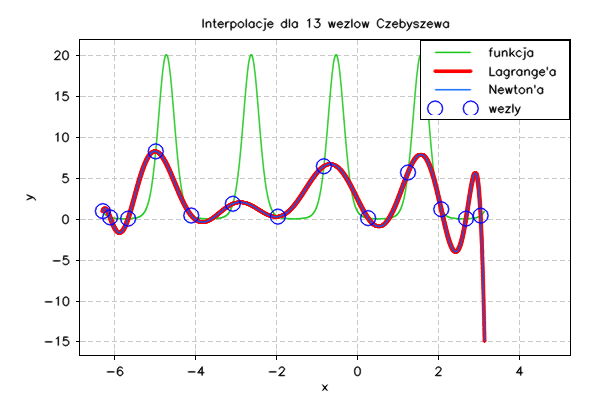 Interpolacje dla 13 wezlow Czebyszewa
funkcja
Lagrange'a
Newton'a
wezly
y
20
15
10
5
0
−5
−10
−15
−6
−4
−2
0
2
4
x